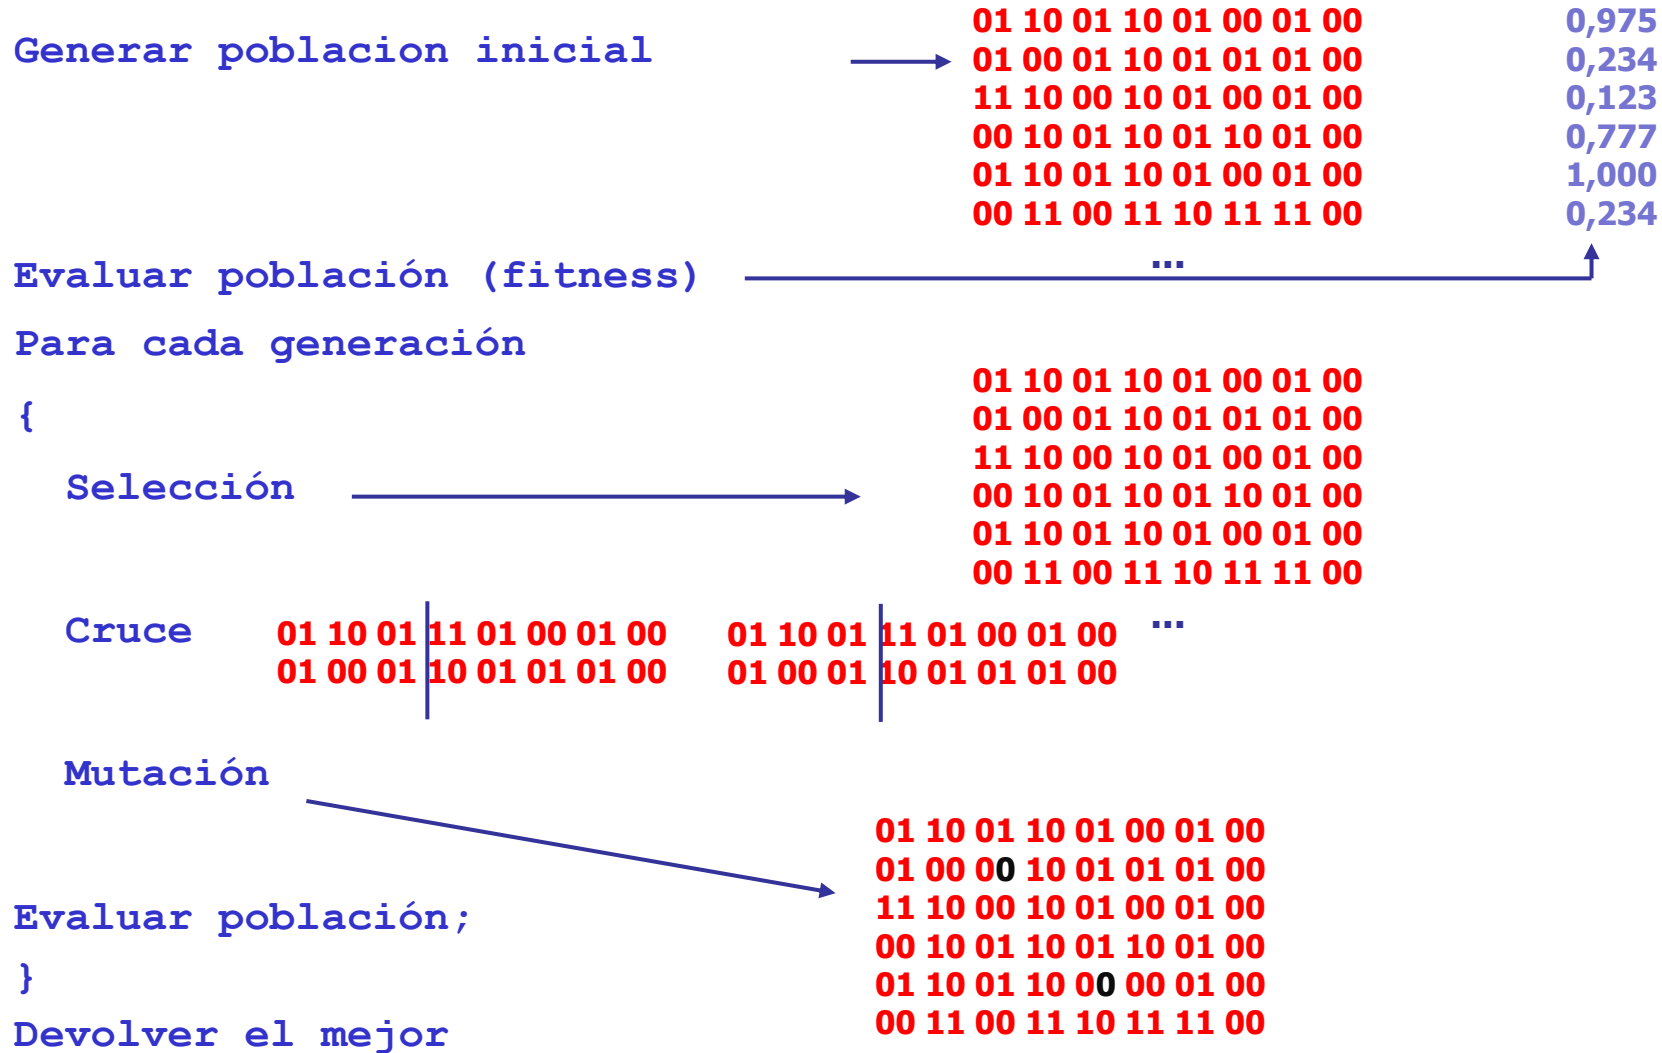 Generar poblacion inicial
01 10 01 10 01 00 01 00 0,975
01 00 01 10 01 01 01 00 0,234
11 10 00 10 01 00 01 00 0,123
00 10 01 10 01 10 01 00 0,777
01 10 01 10 01 00 01 00 1,000
00 11 00 11 10 11 11 00 0,234
...
Evaluar población (fitness)
Para cada generación
{
Selección
01 10 01 10 01 00 01 00
01 00 01 10 01 01 01 00
11 10 00 10 01 00 01 00
00 10 01 10 01 10 01 00
01 10 01 10 01 00 01 00
00 11 00 11 10 11 11 00
...
Cruce
01 10 01 11 01 00 01 00 01 10 01 11 01 00 01 00
01 00 01 10 01 01 01 00 01 00 01 10 01 01 01 00
Mutación
01 10 01 10 01 00 01 00
01 00 00 10 01 01 01 00
11 10 00 10 01 00 01 00
00 10 01 10 01 10 01 00
01 10 01 10 00 00 01 00
00 11 00 11 10 11 11 00
Evaluar población;
}
Devolver el mejor